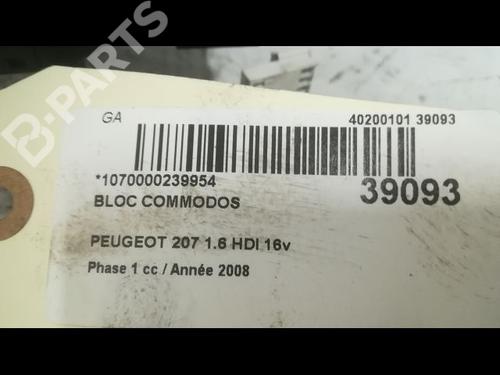 B-PARTS
GA
40200101 39093
*1070000239954
39093
BLOC COMMODOS
PEUGEOT 207 1.6 HDI 16v
Phase 1 cc / Année 2008